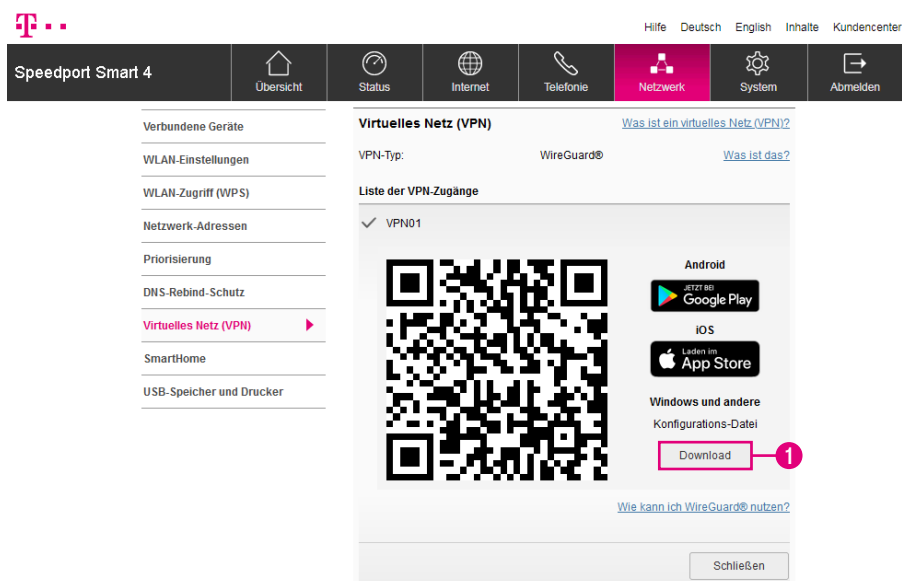 T
Hilfe Deutsch English Inhalte Kundencenter
Speedport Smart 4
Übersicht
Status
Internet
Telefonie
Netzwerk
System
Abmelden
Verbundene Geräte
WLAN-Einstellungen
WLAN-Zugriff (WPS)
Netzwerk-Adressen
Priorisierung
DNS-Rebind-Schutz
Virtuelles Netz (VPN)
SmartHome
USB-Speicher und Drucker
Virtuelles Netz (VPN) Was ist ein virtuelles Netz (VPN)?
VPN-Typ: WireGuard® Was ist das?
Liste der VPN-Zugänge
VPN01
Android
JETZT BEI
Google Play
iOS
Laden im
App Store
Windows und andere
Konfigurations-Datei
Download 1
Wie kann ich WireGuard® nutzen?
Schließen